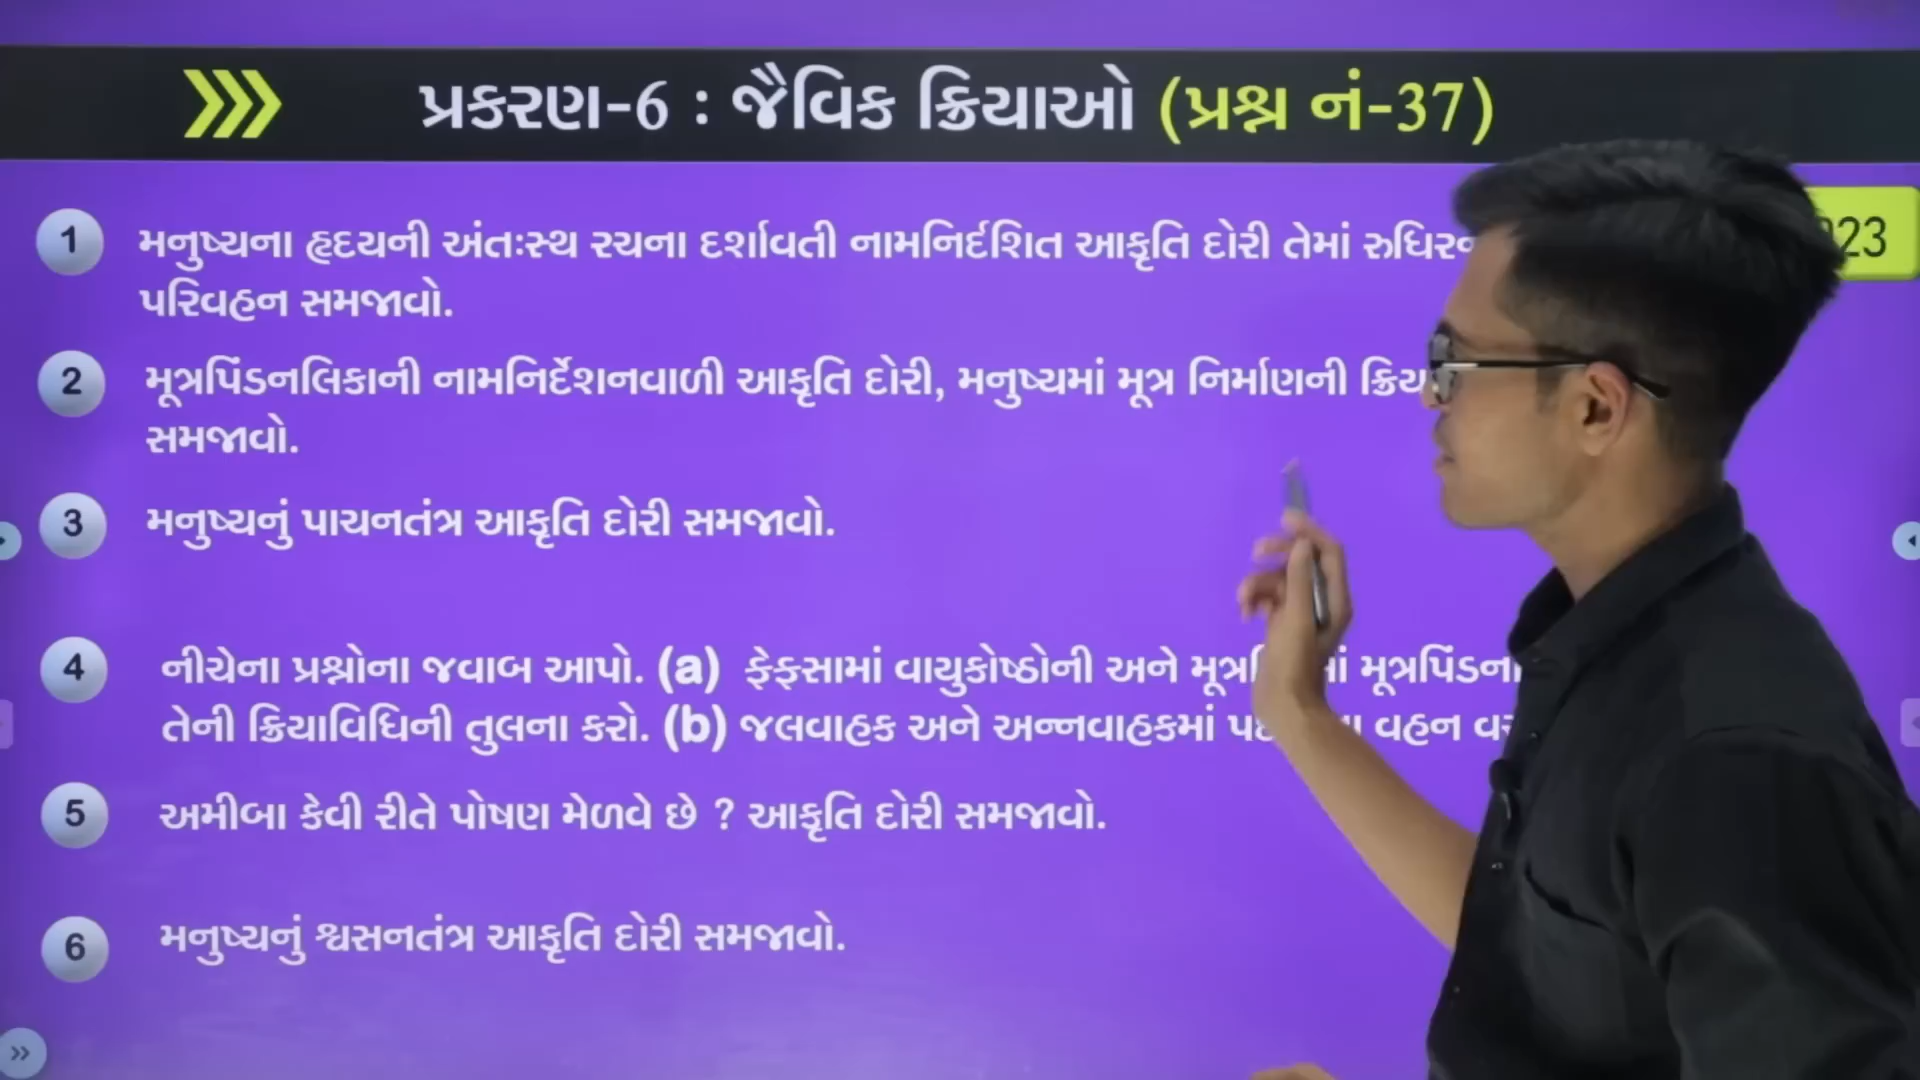 પ્રકરણ-6 : જૈવિક ક્રિયાઓ (પ્રશ્ન નં-37)
23
1 મનુષ્યના હૃદયની અંતઃસ્થ રચના દર્શાવતી નામનિર્દેશિત આકૃતિ દોરી તેમાં
પરિવહન સમજાવો.
2 મૂત્રપિંડનલિકાની નામનિર્દેશનવાળી આકૃતિ દોરી, મનુષ્યમાં મૂત્ર નિર્માણની
સમજાવો.
3 મનુષ્યનું પાચનતંત્ર આકૃતિ દોરી સમજાવો.
4 નીચેના પ્રશ્નોના જવાબ આપો. (a) ફેફસામાં વાયુકોષ્ઠોની અને
તેની ક્રિયાવિધિની તુલના કરો. (b) જલવાહક અને અન્નવાહકમાં વહન
5 અમીબા કેવી રીતે પોષણ મેળવે છે ? આકૃતિ દોરી સમજાવો.
6 મનુષ્યનું શ્વસનતંત્ર આકૃતિ દોરી સમજાવો.